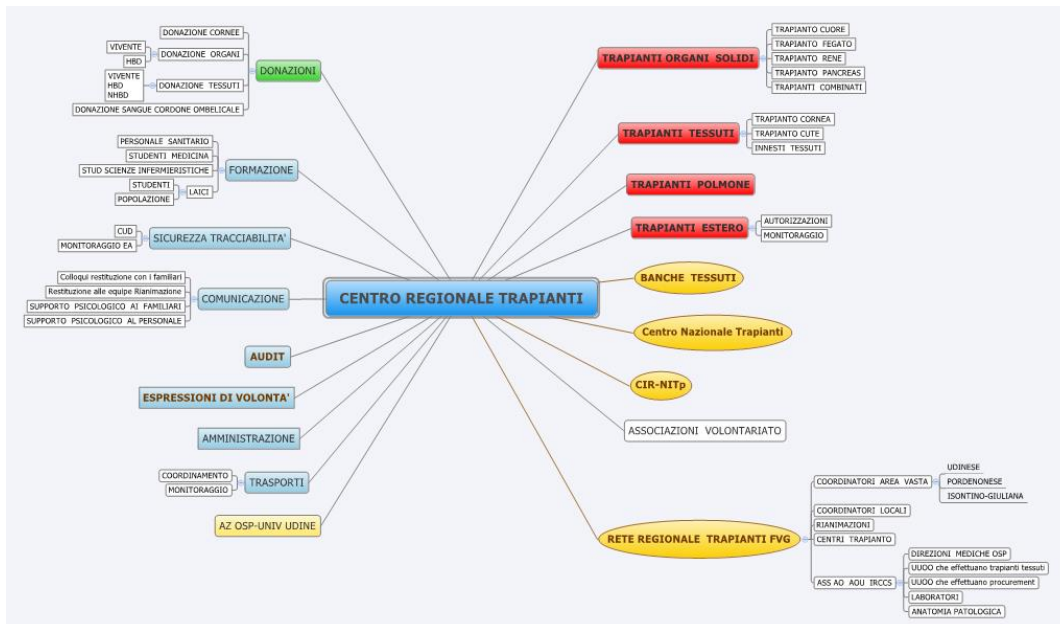 DONAZIONE CORNEE
VIVENTE
HBD
DONAZIONE ORGANI
VIVENTE
HBD
NHBD
DONAZIONE TESSUTI
DONAZIONE SANGUE CORDONE OMBELICALE
DONAZIONI
PERSONALE SANITARIO
STUDENTI MEDICINA
STUD SCIENZE INFERMIERISTICHE
STUDENTI
POPOLAZIONE
LAICI
FORMAZIONE
CUD
MONITORAGGIO EA
SICUREZZA TRACCIABILITA'
Colloqui restituzione con i familiari
Restituzione alle equipe Rianimazione
SUPPORTO PSICOLOGICO AI FAMILIARI
SUPPORTO PSICOLOGICO AL PERSONALE
COMUNICAZIONE
AUDIT
ESPRESSIONI DI VOLONTA'
AMMINISTRAZIONE
COORDINAMENTO
MONITORAGGIO
TRASPORTI
AZ OSP-UNIV UDINE
CENTRO REGIONALE TRAPIANTI
TRAPIANTI ORGANI SOLIDI
TRAPIANTO CUORE
TRAPIANTO FEGATO
TRAPIANTO RENE
TRAPIANTO PANCREAS
TRAPIANTI COMBINATI
TRAPIANTI TESSUTI
TRAPIANTO CORNEA
TRAPIANTO CUTE
INNESTI TESSUTI
TRAPIANTI POLMONE
TRAPIANTI ESTERO
AUTORIZZAZIONI
MONITORAGGIO
BANCHE TESSUTI
Centro Nazionale Trapianti
CIR-NITp
ASSOCIAZIONI VOLONTARIATO
RETE REGIONALE TRAPIANTI FVG
COORDINATORI AREA VASTA
UDINESE
PORDENONESE
ISONTINO-GIULIANA
COORDINATORI LOCALI
RIANIMAZIONI
CENTRI TRAPIANTO
ASS AO AOU IRCCS
DIREZIONI MEDICHE OSP
UUOO che effettuano trapianti tessuti
UUOO che effettuano procurement
LABORATORI
ANATOMIA PATOLOGICA